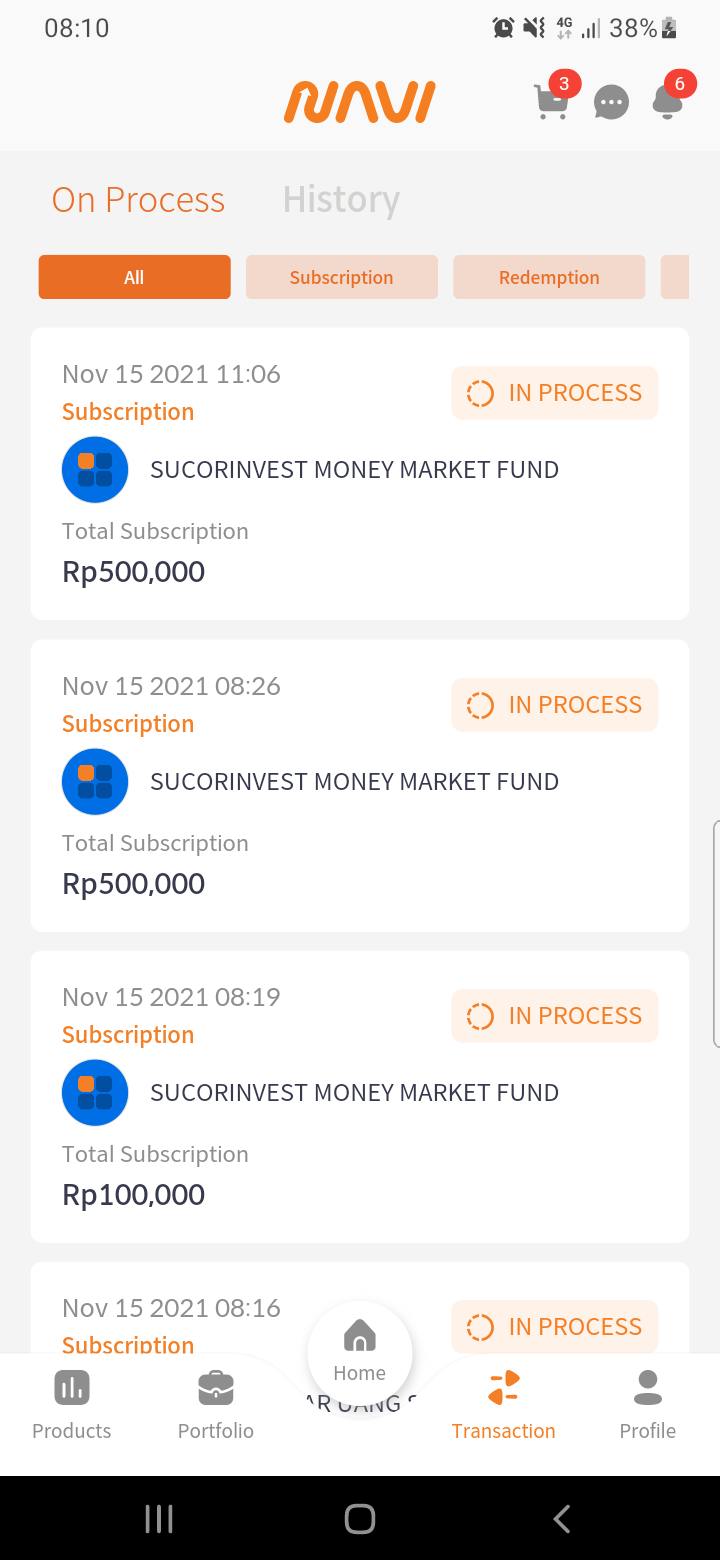 08:10
4G
38%
NAVI
3
6
On Process
History
All
Subscription
Redemption
Nov 15 2021 11:06
IN PROCESS
Subscription
SUCORINVEST MONEY MARKET FUND
Total Subscription
Rp500,000
Nov 15 2021 08:26
IN PROCESS
Subscription
SUCORINVEST MONEY MARKET FUND
Total Subscription
Rp500,000
Nov 15 2021 08:19
IN PROCESS
Subscription
SUCORINVEST MONEY MARKET FUND
Total Subscription
Rp100,000
Nov 15 2021 08:16
IN PROCESS
Subscription
UANG
Products
Portfolio
Home
Transaction
Profile